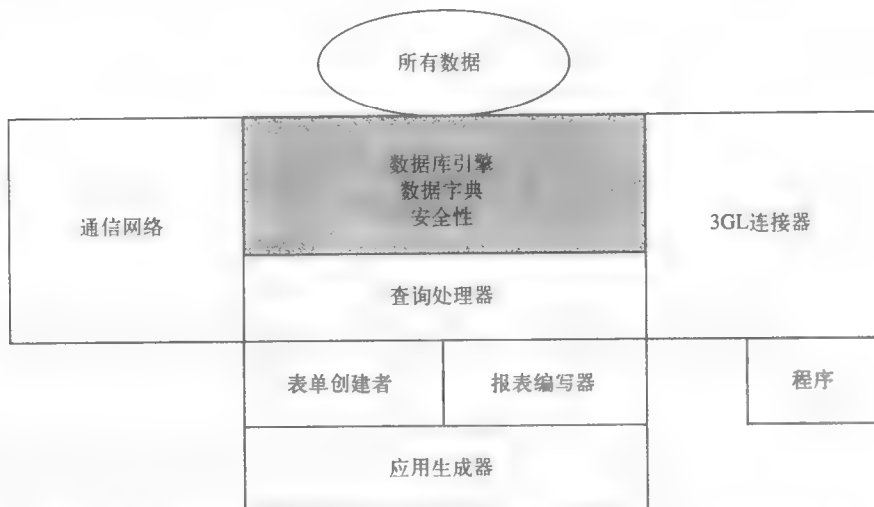 所有数据
数据库引擎
数据字典
安全性
通信网络
3GL连接器
查询处理器
表单创建者
报表编写器
程序
应用生成器